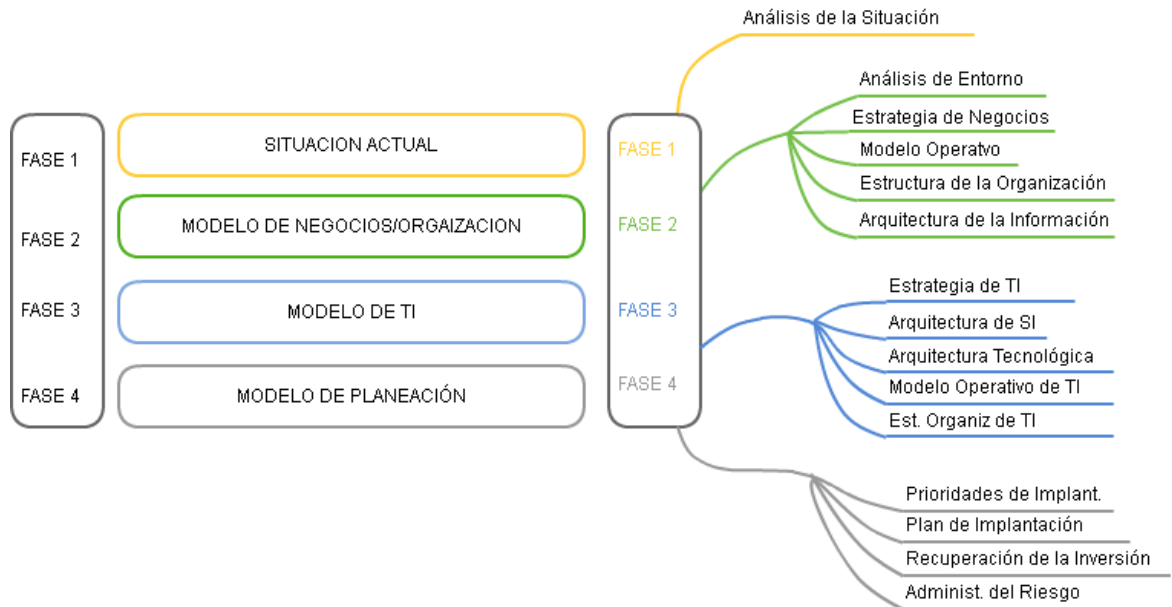 FASE 1
SITUACION ACTUAL
FASE 2
MODELO DE NEGOCIOS/ORGAIZACION
FASE 3
MODELO DE TI
FASE 4
MODELO DE PLANEACIÓN
FASE 1
Análisis de la Situación
FASE 2
Análisis de Entorno
Estrategia de Negocios
Modelo Operatvo
Estructura de la Organización
Arquitectura de la Información
FASE 3
Estrategia de TI
Arquitectura de SI
Arquitectura Tecnológica
Modelo Operativo de TI
Est. Organiz de TI
FASE 4
Prioridades de Implant.
Plan de Implantación
Recuperación de la Inversión
Administ. del Riesgo